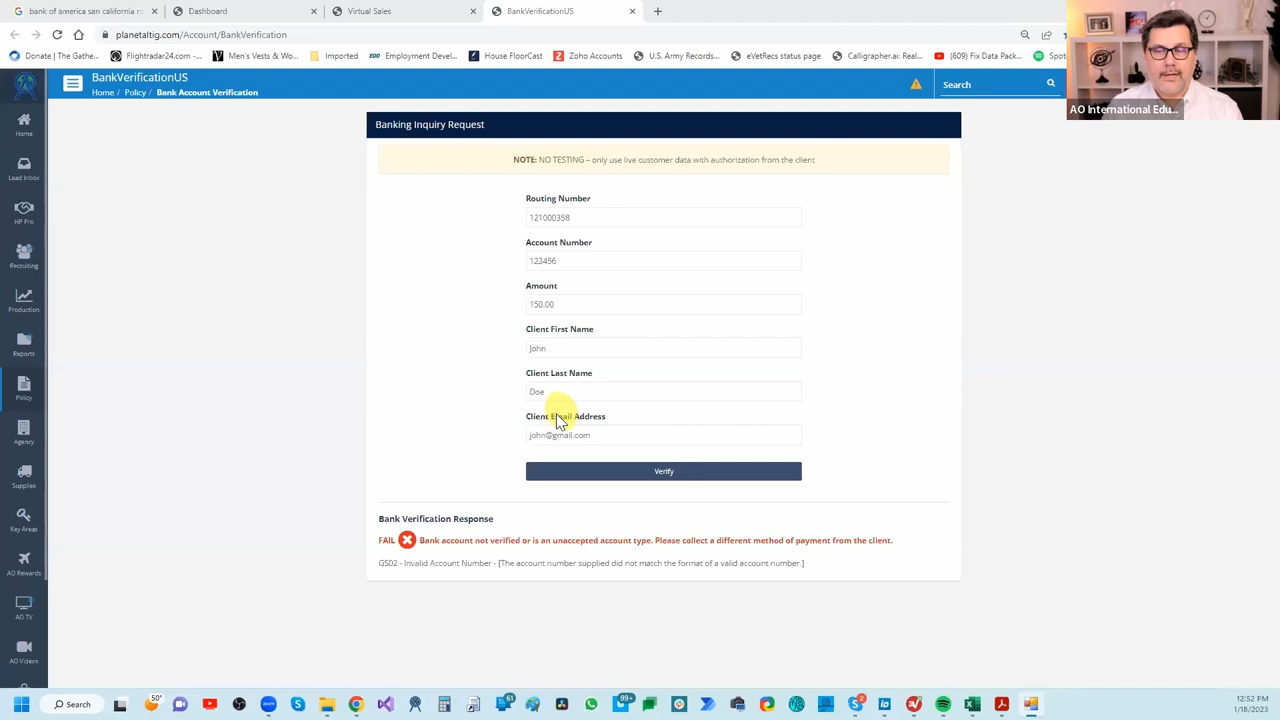 bank of america san califonia ro
Dashboard
Virtual Sales
BankVerificationUS
planetaltig.com/Account/BankVerification
Donate | The Gathe...
Flightradar24.com -...
Men's Vests & Wo...
Imported
EDD Employment Devel...
House FloorCast
Zoho Accounts
U.S. Army Records...
eVetRecs status page
Calligrapher.ai: Real...
(609) Fix Data Pack...
Spoti
BankVerificationUS
Home / Policy / Bank Account Verification
Search
AO International Edu...
Home
Lead Inbox
HP Pro
Recruiting
Production
Reports
Policy
Agency
Supplies
Key Areas
AO Rewards
AO TV
AO Videos
Banking Inquiry Request
NOTE: NO TESTING – only use live customer data with authorization from the client
Routing Number
121000358
Account Number
123456
Amount
150.00
Client First Name
John
Client Last Name
Doe
Client Email Address
john@gmail.com
Verify
Bank Verification Response
FAIL Bank account not verified or is an unaccepted account type. Please collect a different method of payment from the client.
GS02 - Invalid Account Number - [The account number supplied did not match the format of a valid account number.]
Search
50°
61
99+
2
12:52 PM
1/18/2023